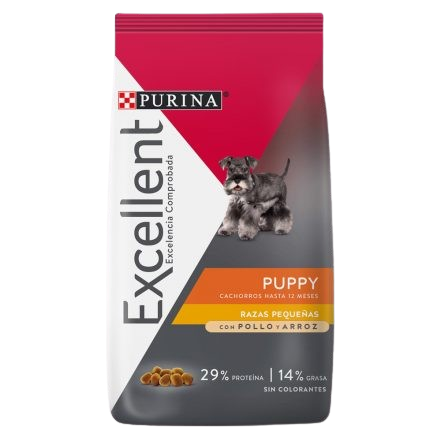 PURINA
Excellent
Excelencia Comprobada
PUPPY
CACHORROS HASTA 12 MESES
RAZAS PEQUEÑAS
CON POLLO Y ARROZ
29% PROTEÍNA | 14% GRASA
SIN COLORANTES